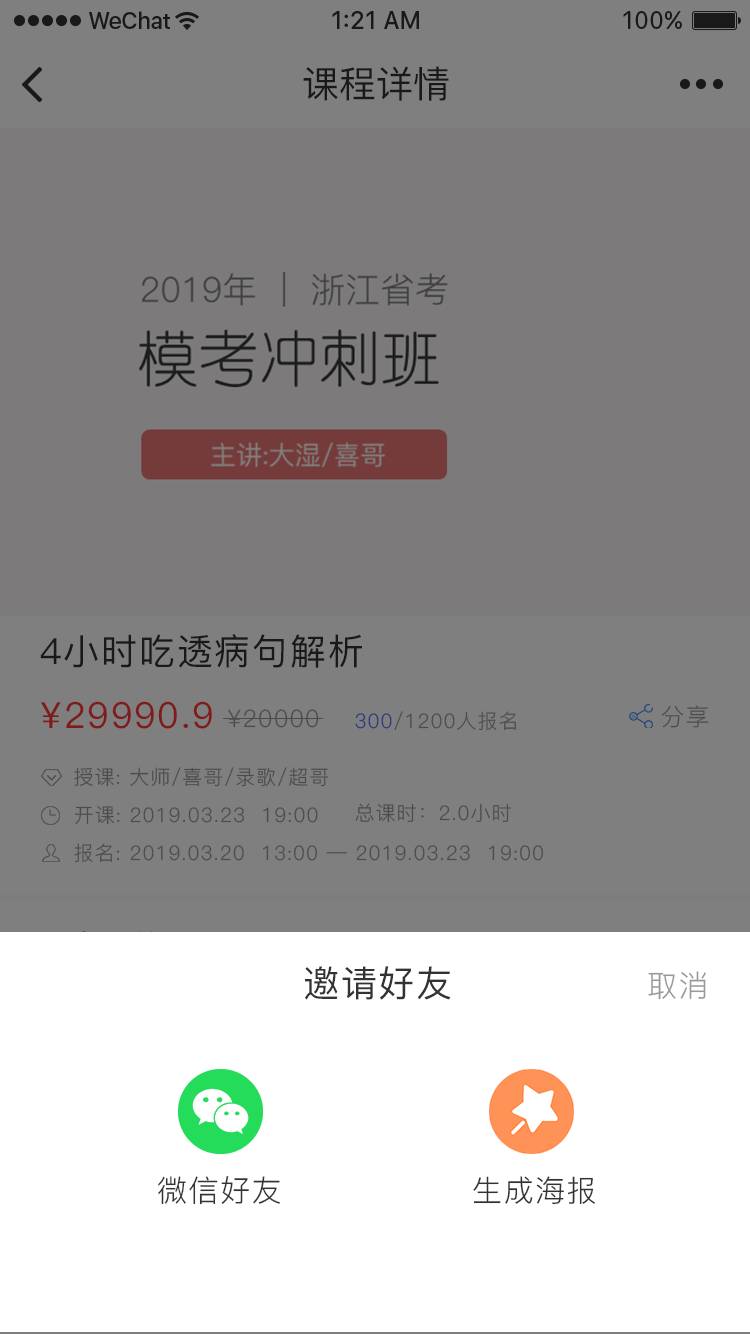 WeChat 1:21 AM 100%
课程详情
2019年 | 浙江省考
模考冲刺班
主讲:大湿/喜哥
4小时吃透病句解析
¥29990.9 ¥20000 300/1200人报名 分享
授课: 大师/喜哥/录歌/超哥
开课: 2019.03.23 19:00 总课时: 2.0小时
报名: 2019.03.20 13:00 — 2019.03.23 19:00
邀请好友 取消
微信好友 生成海报